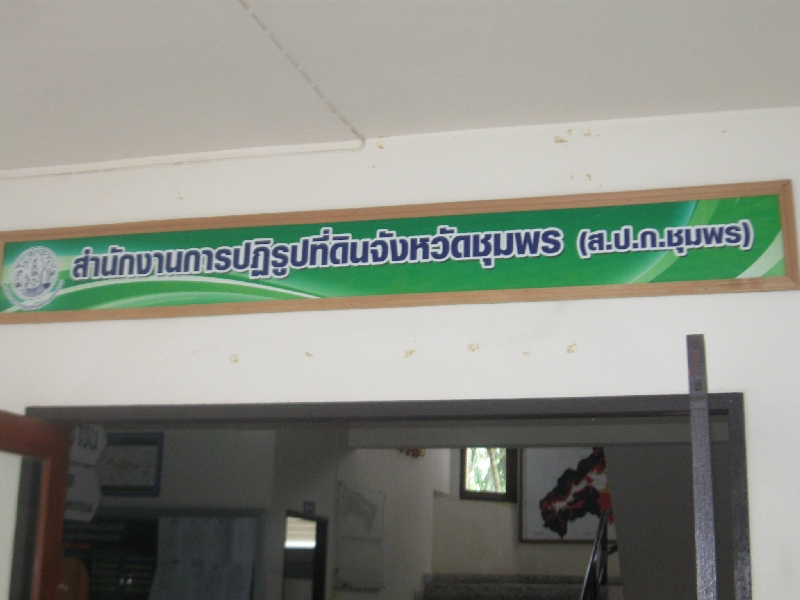 สำนักงานการปฏิรูปที่ดินจังหวัดชุมพร (ส.ป.ก.ชุมพร)